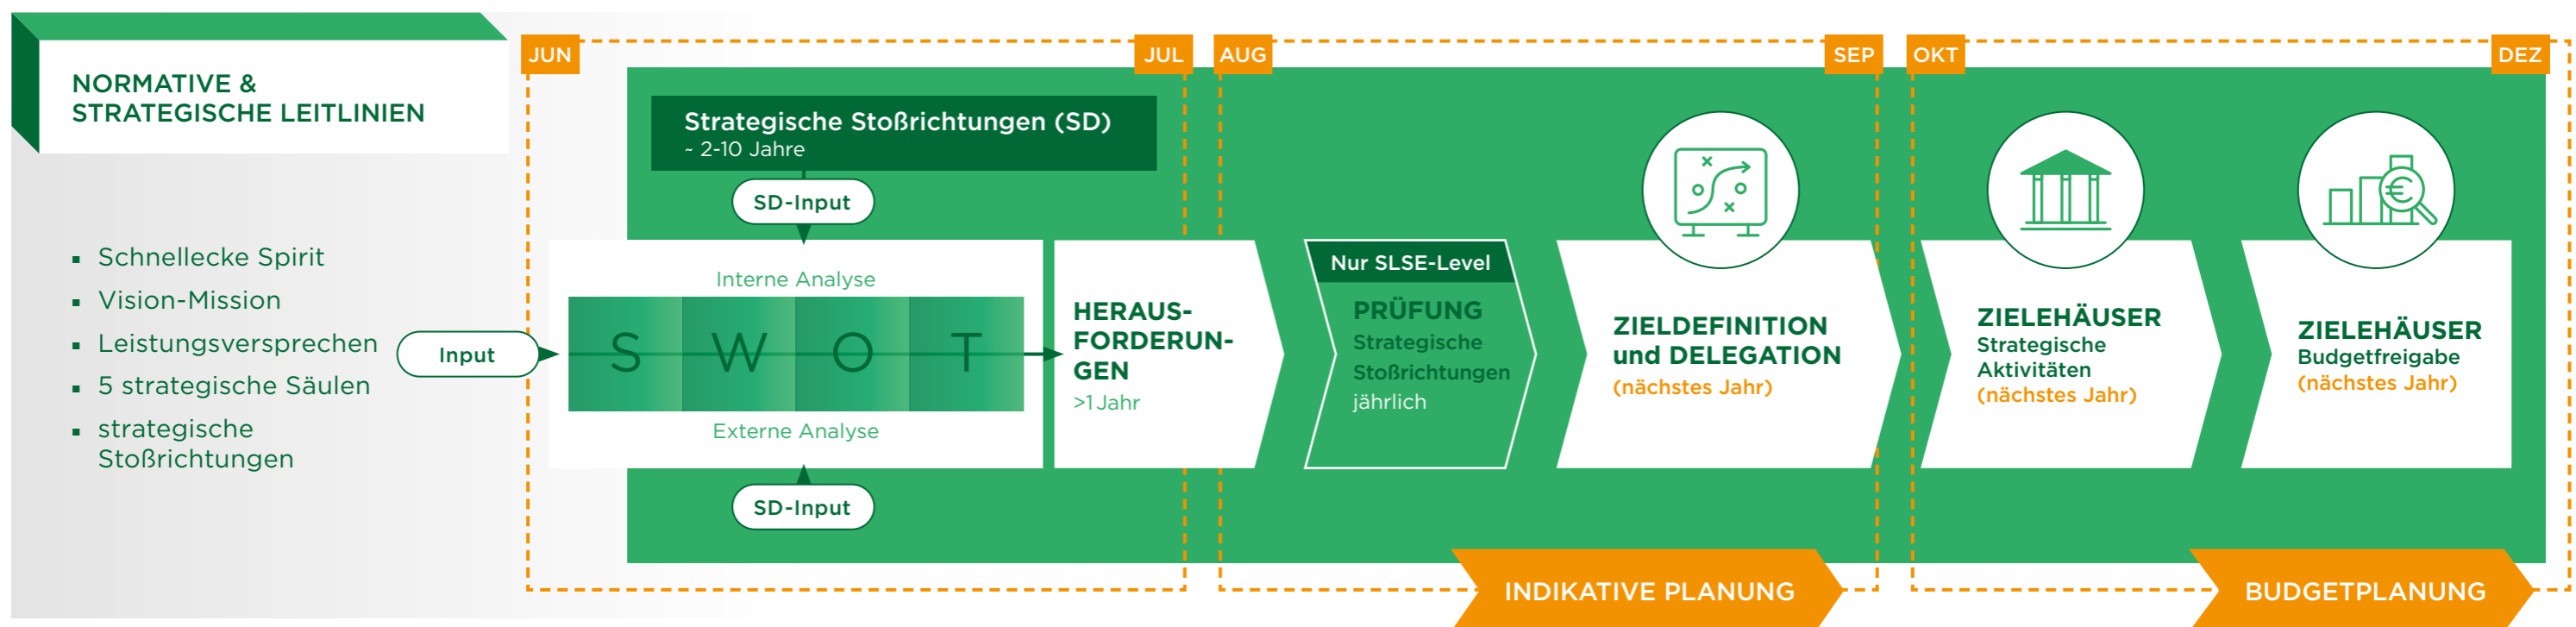 NORMATIVE &
STRATEGISCHE LEITLINIEN
▪ Schnellecke Spirit
▪ Vision-Mission
▪ Leistungsversprechen
▪ 5 strategische Säulen
▪ strategische
Stoßrichtungen
Input
JUN
JUL
Strategische Stoßrichtungen (SD)
~ 2-10 Jahre
SD-Input
Interne Analyse
S W O T
Externe Analyse
SD-Input
HERAUS-
FORDERUN-
GEN
>1 Jahr
AUG
SEP
Nur SLSE-Level
PRÜFUNG
Strategische
Stoßrichtungen
jährlich
ZIELDEFINITION
und DELEGATION
(nächstes Jahr)
INDIKATIVE PLANUNG
OKT
DEZ
ZIELEHÄUSER
Strategische
Aktivitäten
(nächstes Jahr)
ZIELEHÄUSER
Budgetfreigabe
(nächstes Jahr)
BUDGETPLANUNG